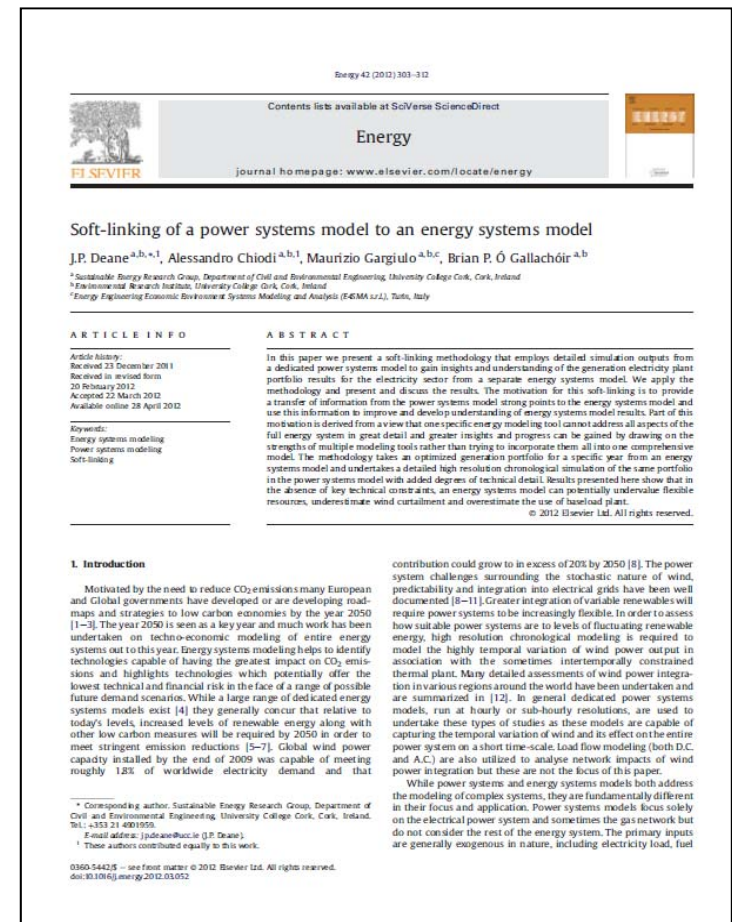 Energy 42 (2012) 303–312
Contents lists available at SciVerse ScienceDirect
Energy
journal homepage: www.elsevier.com/locate/energy
ELSEVIER
ENERGY
Soft-linking of a power systems model to an energy systems model
J.P. Deane a,b,*,1, Alessandro Chiodi a,b,1, Maurizio Gargiulo a,b,c, Brian P. Ó Gallachóir a,b
a Sustainable Energy Research Group, Department of Civil and Environmental Engineering, University College Cork, Cork, Ireland
b Environmental Research Institute, University College Cork, Cork, Ireland
c Energy Engineering Economic Environment Systems Modeling and Analysis (E4SMA s.r.l.), Turin, Italy
ARTICLE INFO
Article history:
Received 23 December 2011
Received in revised form
20 February 2012
Accepted 22 March 2012
Available online 28 April 2012
Keywords:
Energy systems modeling
Power systems modeling
Soft-linking
ABSTRACT
In this paper we present a soft-linking methodology that employs detailed simulation outputs from
a dedicated power systems model to gain insights and understanding of the generation electricity plant
portfolio results for the electricity sector from a separate energy systems model. We apply the
methodology and present and discuss the results. The motivation for this soft-linking is to provide
a transfer of information from the power systems model strong points to the energy systems model and
use this information to improve and develop understanding of energy systems model results. Part of this
motivation is derived from a view that one specific energy modeling tool cannot address all aspects of the
full energy system in great detail and greater insights and progress can be gained by drawing on the
strengths of multiple modeling tools rather than trying to incorporate them all into one comprehensive
model. The methodology takes an optimized generation portfolio for a specific year from an energy
systems model and undertakes a detailed high resolution chronological simulation of the same portfolio
in the power systems model with added degrees of technical detail. Results presented here show that in
the absence of key technical constraints, an energy systems model can potentially undervalue flexible
resources, underestimate wind curtailment and overestimate the use of baseload plant.
© 2012 Elsevier Ltd. All rights reserved.
1. Introduction
Motivated by the need to reduce CO2 emissions many European
and Global governments have developed or are developing road-
maps and strategies to low carbon economies by the year 2050
[1–3]. The year 2050 is seen as a key year and much work has been
undertaken on techno-economic modeling of entire energy
systems out to this year. Energy systems modeling helps to identify
technologies capable of having the greatest impact on CO2 emis-
sions and highlights technologies which potentially offer the
lowest technical and financial risk in the face of a range of possible
future demand scenarios. While a large range of dedicated energy
systems models exist [4] they generally concur that relative to
today's levels, increased levels of renewable energy along with
other low carbon measures will be required by 2050 in order to
meet stringent emission reductions [5–7]. Global wind power
capacity installed by the end of 2009 was capable of meeting
roughly 1.8% of worldwide electricity demand and that
* Corresponding author. Sustainable Energy Research Group, Department of
Civil and Environmental Engineering, University College Cork, Cork, Ireland.
Tel.: +353 21 4901959.
E-mail address: jp.deane@ucc.ie (J.P. Deane).
1 These authors contributed equally to this work.
contribution could grow to in excess of 20% by 2050 [8]. The power
system challenges surrounding the stochastic nature of wind,
predictability and integration into electrical grids have been well
documented [8–11]. Greater integration of variable renewables will
require power systems to be increasingly flexible. In order to assess
how suitable power systems are to levels of fluctuating renewable
energy, high resolution chronological modeling is required to
model the highly temporal variation of wind power output in
association with the sometimes intertemporally constrained
thermal plant. Many detailed assessments of wind power integra-
tion in various regions around the world have been undertaken and
are summarized in [12]. In general dedicated power systems
models, run at hourly or sub-hourly resolutions, are used to
undertake these types of studies as these models are capable of
capturing the temporal variation of wind and its effect on the entire
power system on a short time-scale. Load flow modeling (both D.C.
and A.C.) are also utilized to analyse network impacts of wind
power integration but these are not the focus of this paper.
While power systems and energy systems models both address
the modeling of complex systems, they are fundamentally different
in their focus and application. Power systems models focus solely
on the electrical power system and sometimes the gas network but
do not consider the rest of the energy system. The primary inputs
are generally exogenous in nature, including electricity load, fuel
0360-5442/$ – see front matter © 2012 Elsevier Ltd. All rights reserved.
doi:10.1016/j.energy.2012.03.052